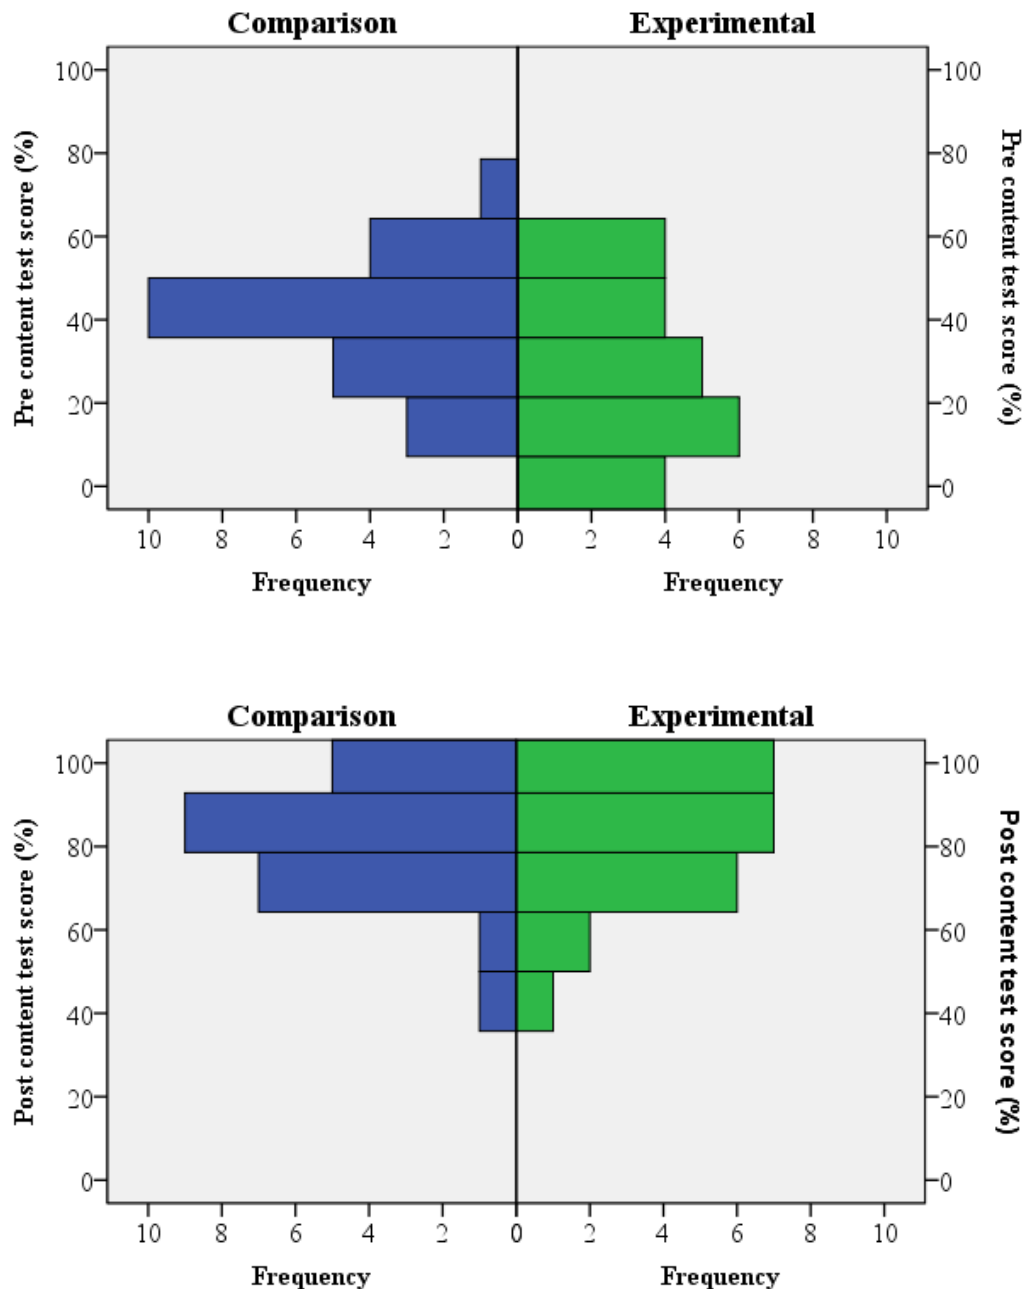 Comparison Experimental
100 100
80 80
60 60
40 40
20 20
0 0
Pre content test score (%)
Pre content test score (%)
10 8 6 4 2 0 2 4 6 8 10
Frequency Frequency
Comparison Experimental
100 100
80 80
60 60
40 40
20 20
0 0
Post content test score (%)
Post content test score (%)
10 8 6 4 2 0 2 4 6 8 10
Frequency Frequency